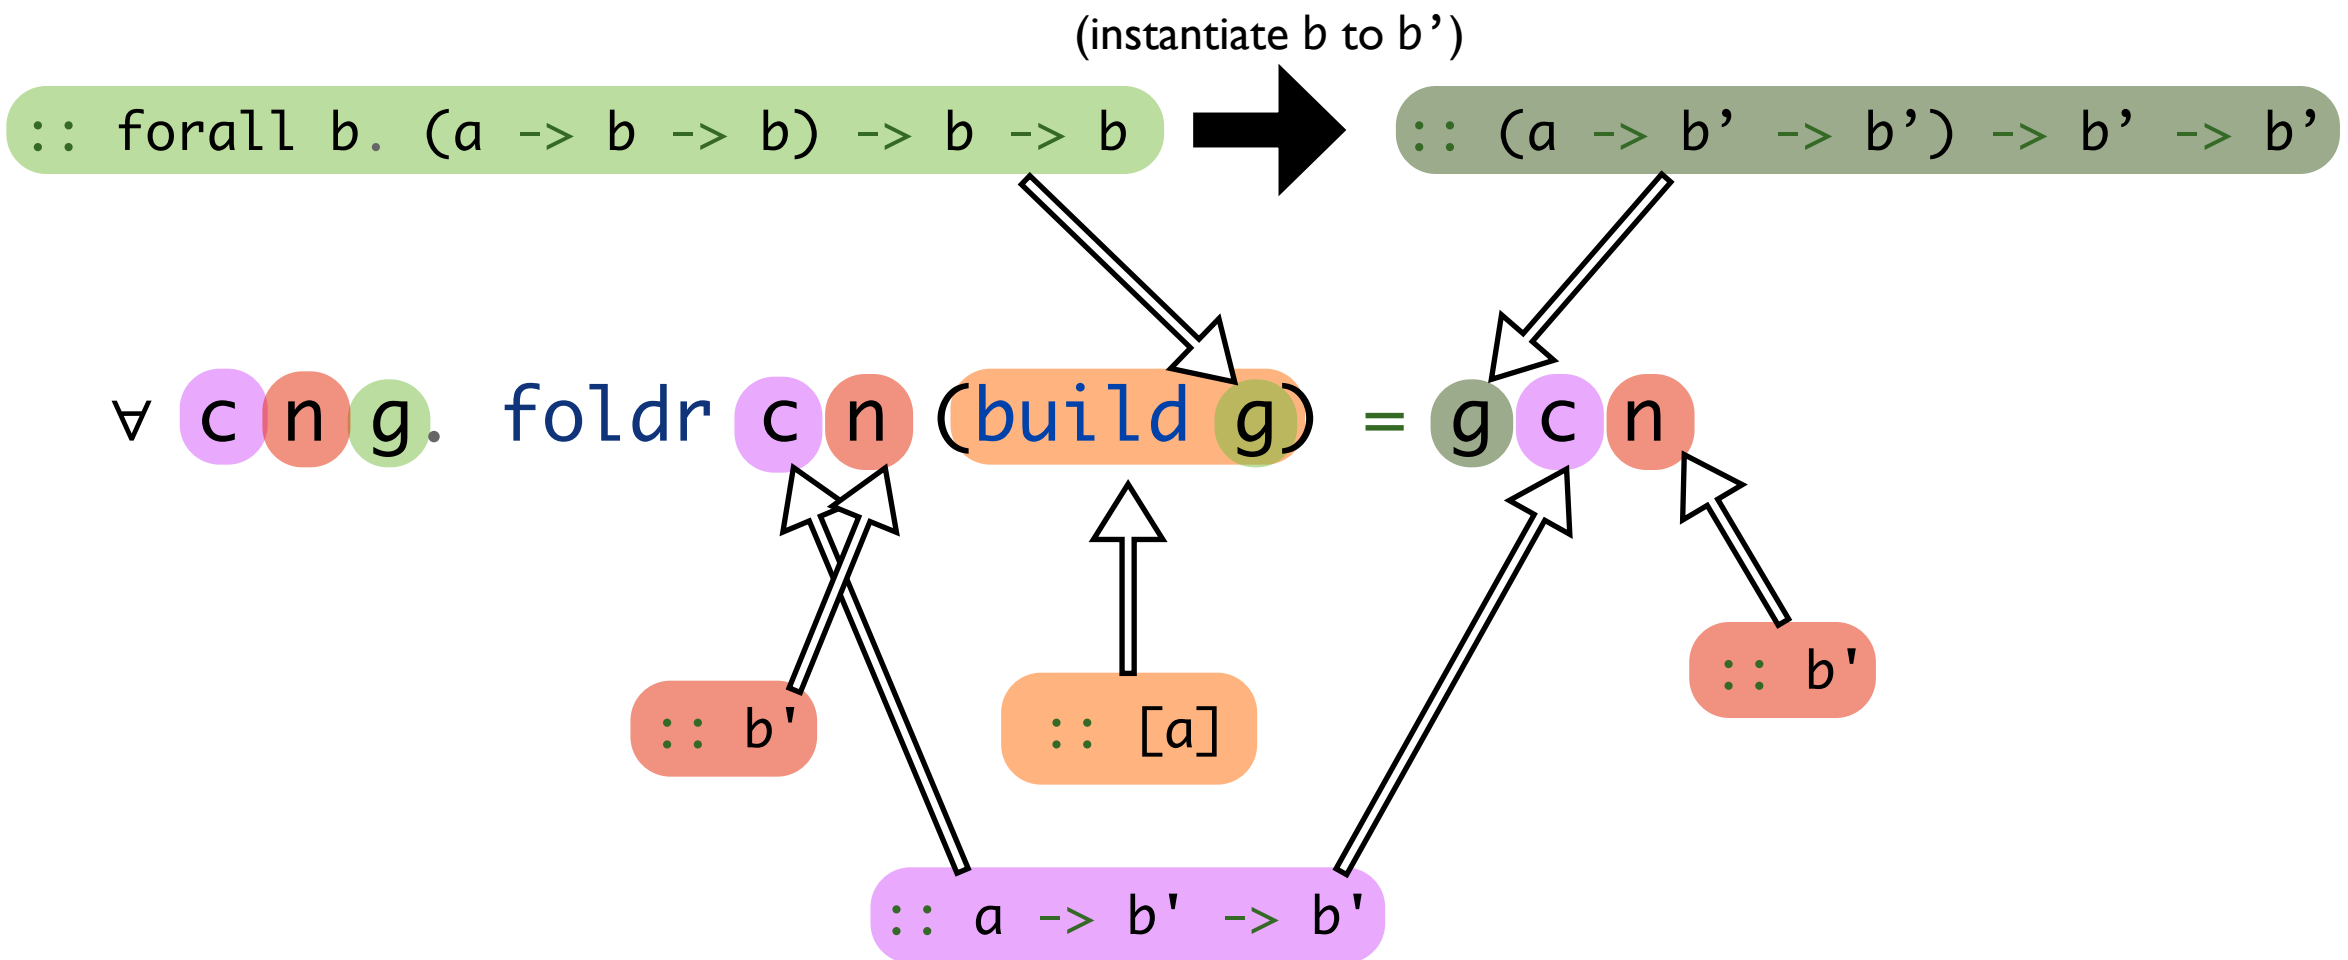 (instantiate b to b’)
:: forall b. (a -> b -> b) -> b -> b
:: (a -> b’ -> b’) -> b’ -> b’
∀ c n g. foldr c n (build g) = g c n
:: b'
:: b'
:: [a]
:: a -> b' -> b'